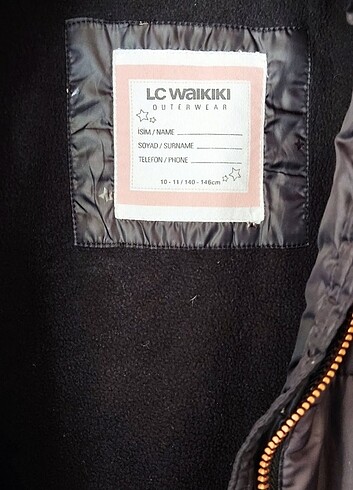 LC WAIKIKI
OUTERWEAR
ISIM / NAME
SOYAD / SURNAME
TELEFON / PHONE
10 - 11 / 140 - 146cm